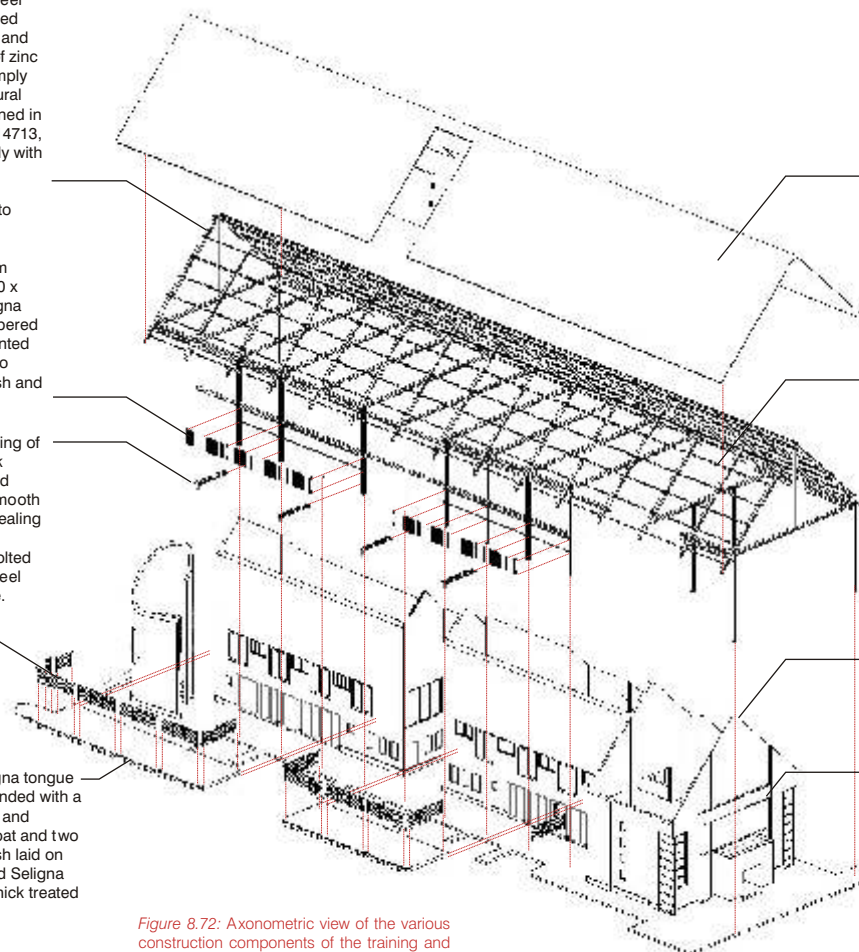 eel
ed
and
f zinc
mply
ural
ned in
4713,
ly with
to
m
0 x
gna
pered
nted
o
sh and
ing of
k
d
mooth
ealing
olted
eel
e.
gna tongue
nded with a
and
oat and two
sh laid on
d Seligna
hick treated
Figure 8.72: Axonometric view of the various
construction components of the training and